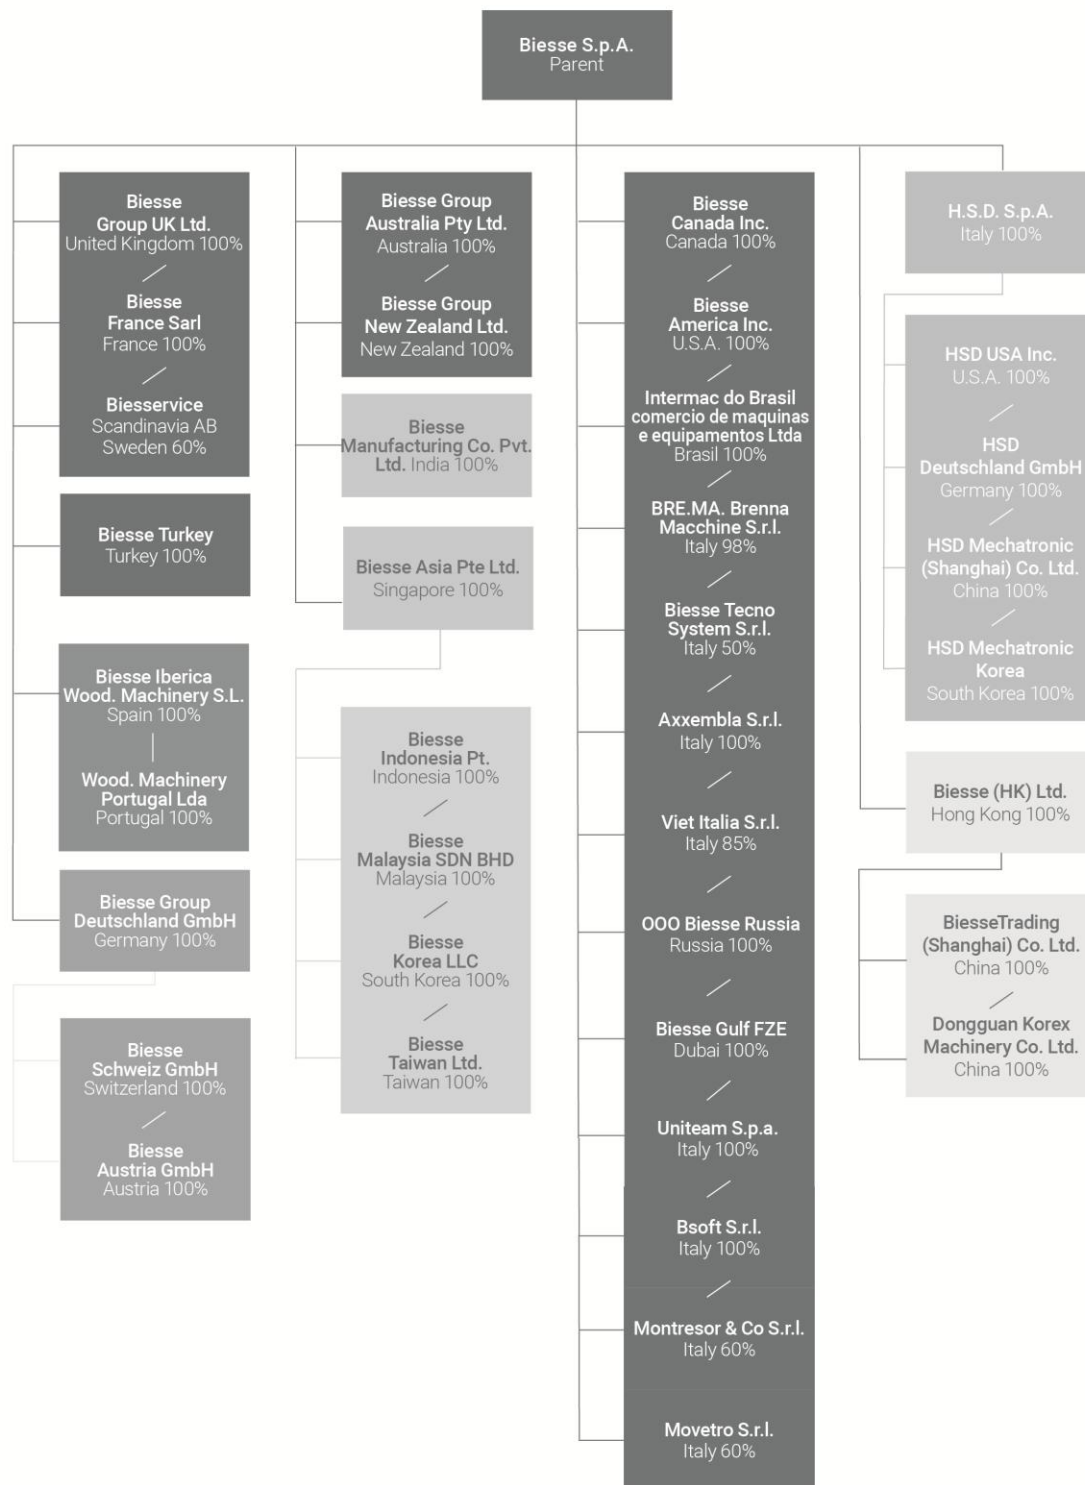 Biesse S.p.A.
Parent
Biesse
Group UK Ltd.
United Kingdom 100%
Biesse
France Sarl
France 100%
Biesservice
Scandinavia AB
Sweden 60%
Biesse Turkey
Turkey 100%
Biesse Iberica
Wood. Machinery S.L.
Spain 100%
Wood. Machinery
Portugal Lda
Portugal 100%
Biesse Group
Deutschland GmbH
Germany 100%
Biesse
Schweiz GmbH
Switzerland 100%
Biesse
Austria GmbH
Austria 100%
Biesse Group
Australia Pty Ltd.
Australia 100%
Biesse Group
New Zealand Ltd.
New Zealand 100%
Biesse
Manufacturing Co. Pvt.
Ltd. India 100%
Biesse Asia Pte Ltd.
Singapore 100%
Biesse
Indonesia Pt.
Indonesia 100%
Biesse
Malaysia SDN BHD
Malaysia 100%
Biesse
Korea LLC
South Korea 100%
Biesse
Taiwan Ltd.
Taiwan 100%
Biesse
Canada Inc.
Canada 100%
Biesse
America Inc.
U.S.A. 100%
Intermac do Brasil
comercio de maquinas
e equipamentos Ltda
Brasil 100%
BRE.MA. Brenna
Macchine S.r.l.
Italy 98%
Biesse Tecno
System S.r.l.
Italy 50%
Axxembla S.r.l.
Italy 100%
Viet Italia S.r.l.
Italy 85%
OOO Biesse Russia
Russia 100%
Biesse Gulf FZE
Dubai 100%
Uniteam S.p.a.
Italy 100%
Bsoft S.r.l.
Italy 100%
Montresor & Co S.r.l.
Italy 60%
Movetro S.r.l.
Italy 60%
H.S.D. S.p.A.
Italy 100%
HSD USA Inc.
U.S.A. 100%
HSD
Deutschland GmbH
Germany 100%
HSD Mechatronic
(Shanghai) Co. Ltd.
China 100%
HSD Mechatronic
Korea
South Korea 100%
Biesse (HK) Ltd.
Hong Kong 100%
BiesseTrading
(Shanghai) Co. Ltd.
China 100%
Dongguan Korex
Machinery Co. Ltd.
China 100%